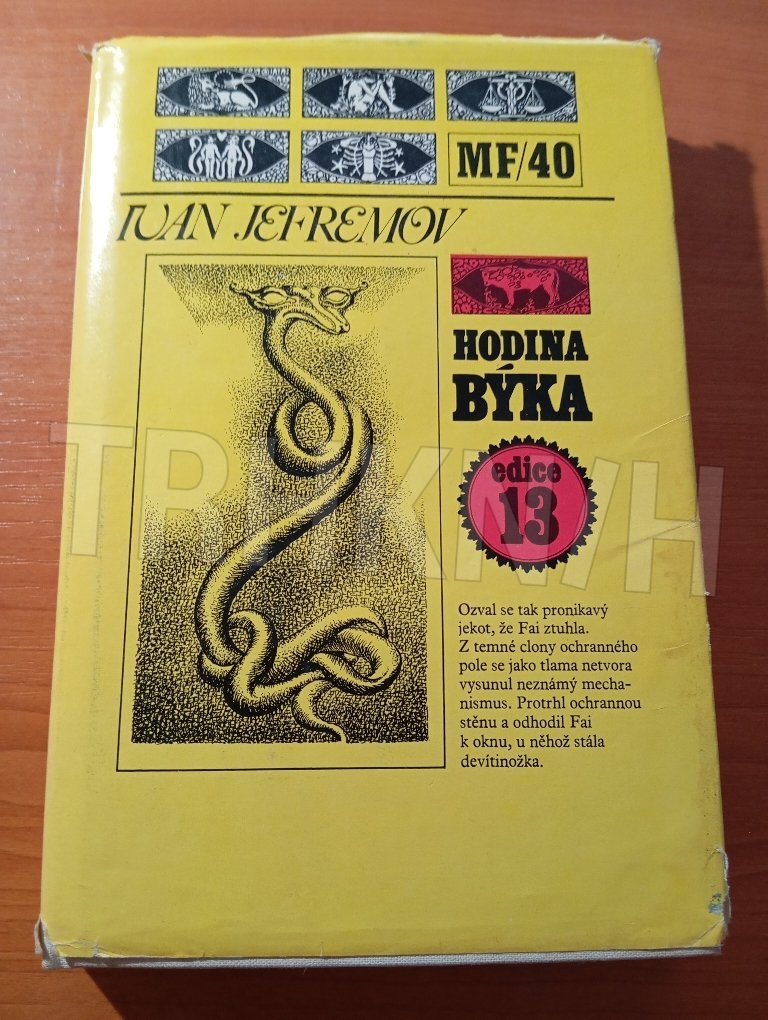 MF/40
IVAN JEFREMOV
HODINA
BÝKA
edice
13
Ozval se tak pronikavý
jekot, že Fai ztuhla.
Z temné clony ochranného
pole se jako tlama netvora
vysunul neznámý mecha-
nismus. Protrhl ochrannou
stěnu a odhodil Fai
k oknu, u něhož stála
devítinožka.